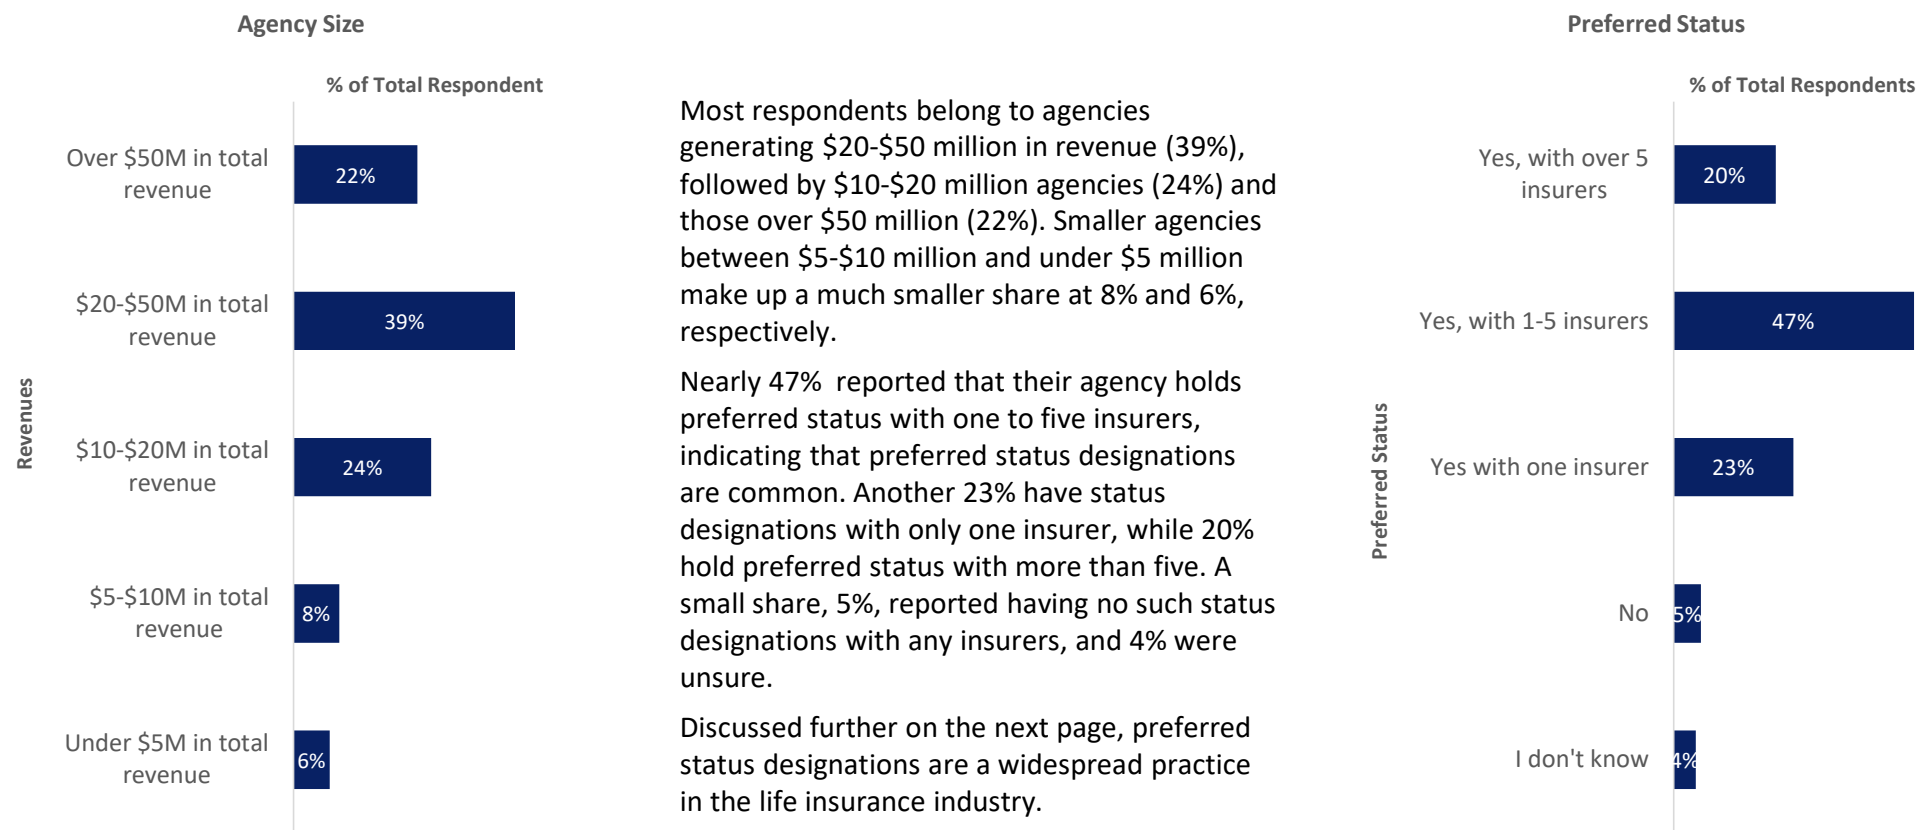 Agency Size
% of Total Respondent
Revenues
Over $50M in total
revenue
22%
$20-$50M in total
revenue
39%
$10-$20M in total
revenue
24%
$5-$10M in total
revenue
8%
Under $5M in total
revenue
6%
Most respondents belong to agencies
generating $20-$50 million in revenue (39%),
followed by $10-$20 million agencies (24%) and
those over $50 million (22%). Smaller agencies
between $5-$10 million and under $5 million
make up a much smaller share at 8% and 6%,
respectively.
Nearly 47%  reported that their agency holds
preferred status with one to five insurers,
indicating that preferred status designations
are common. Another 23% have status
designations with only one insurer, while 20%
hold preferred status with more than five. A
small share, 5%, reported having no such status
designations with any insurers, and 4% were
unsure.
Discussed further on the next page, preferred
status designations are a widespread practice
in the life insurance industry.
Preferred Status
% of Total Respondents
Preferred Status
Yes, with over 5
insurers
20%
Yes, with 1-5 insurers
47%
Yes with one insurer
23%
No
5%
I don't know
4%